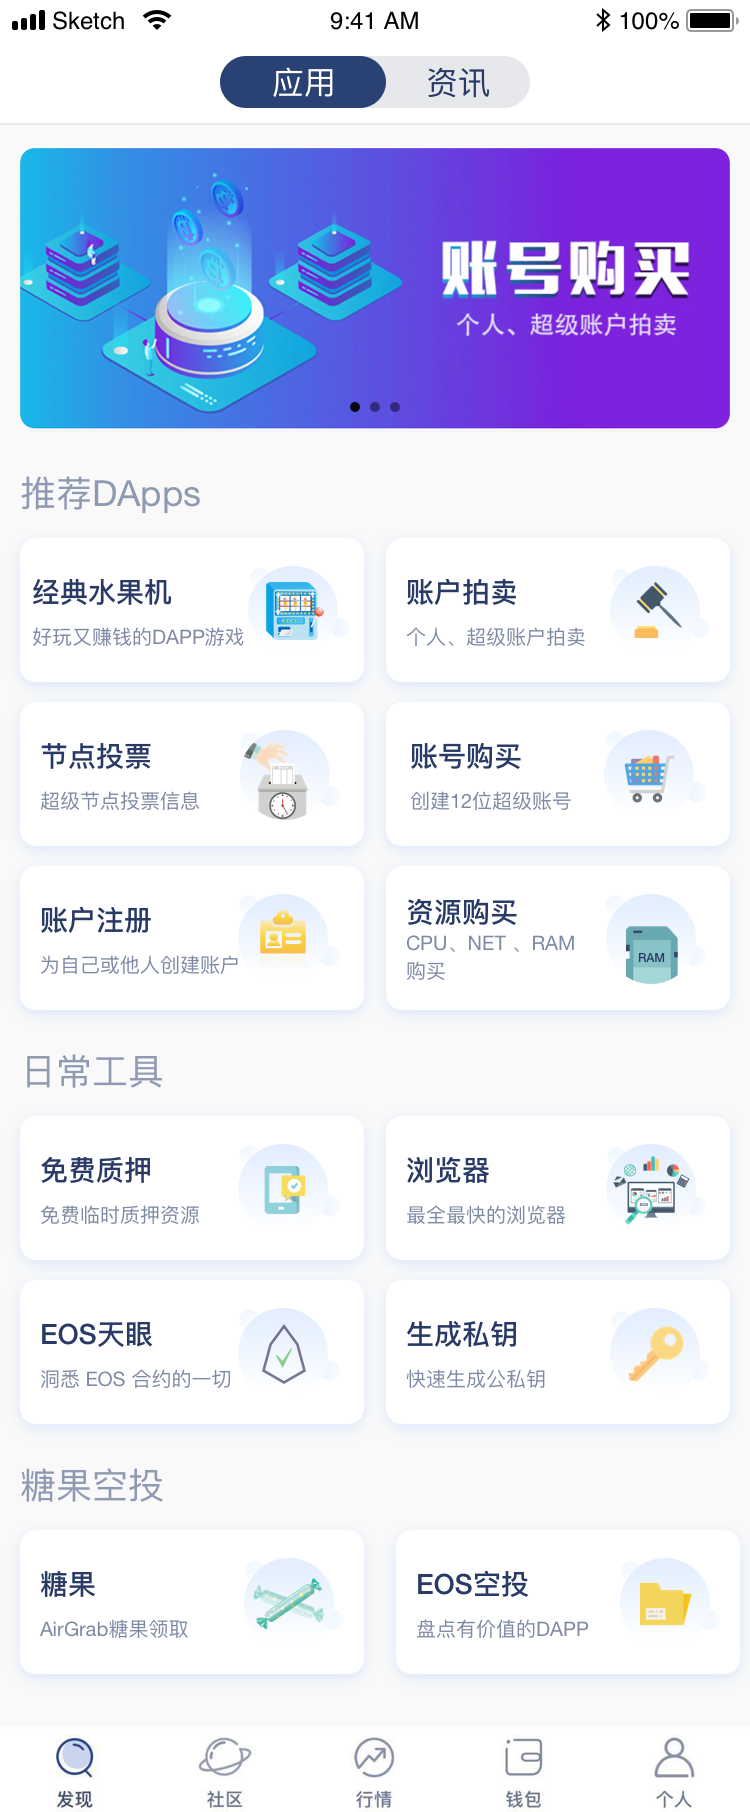 Sketch 9:41 AM 100%
应用 资讯
账号购买
个人、超级账户拍卖
推荐DApps
经典水果机
好玩又赚钱的DAPP游戏
账户拍卖
个人、超级账户拍卖
节点投票
超级节点投票信息
账号购买
创建12位超级账号
账户注册
为自己或他人创建账户
资源购买
CPU、NET 、RAM
购买
RAM
日常工具
免费质押
免费临时质押资源
浏览器
最全最快的浏览器
EOS天眼
洞悉 EOS 合约的一切
生成私钥
快速生成公私钥
糖果空投
糖果
AirGrab糖果领取
EOS空投
盘点有价值的DAPP
发现 社区 行情 钱包 个人